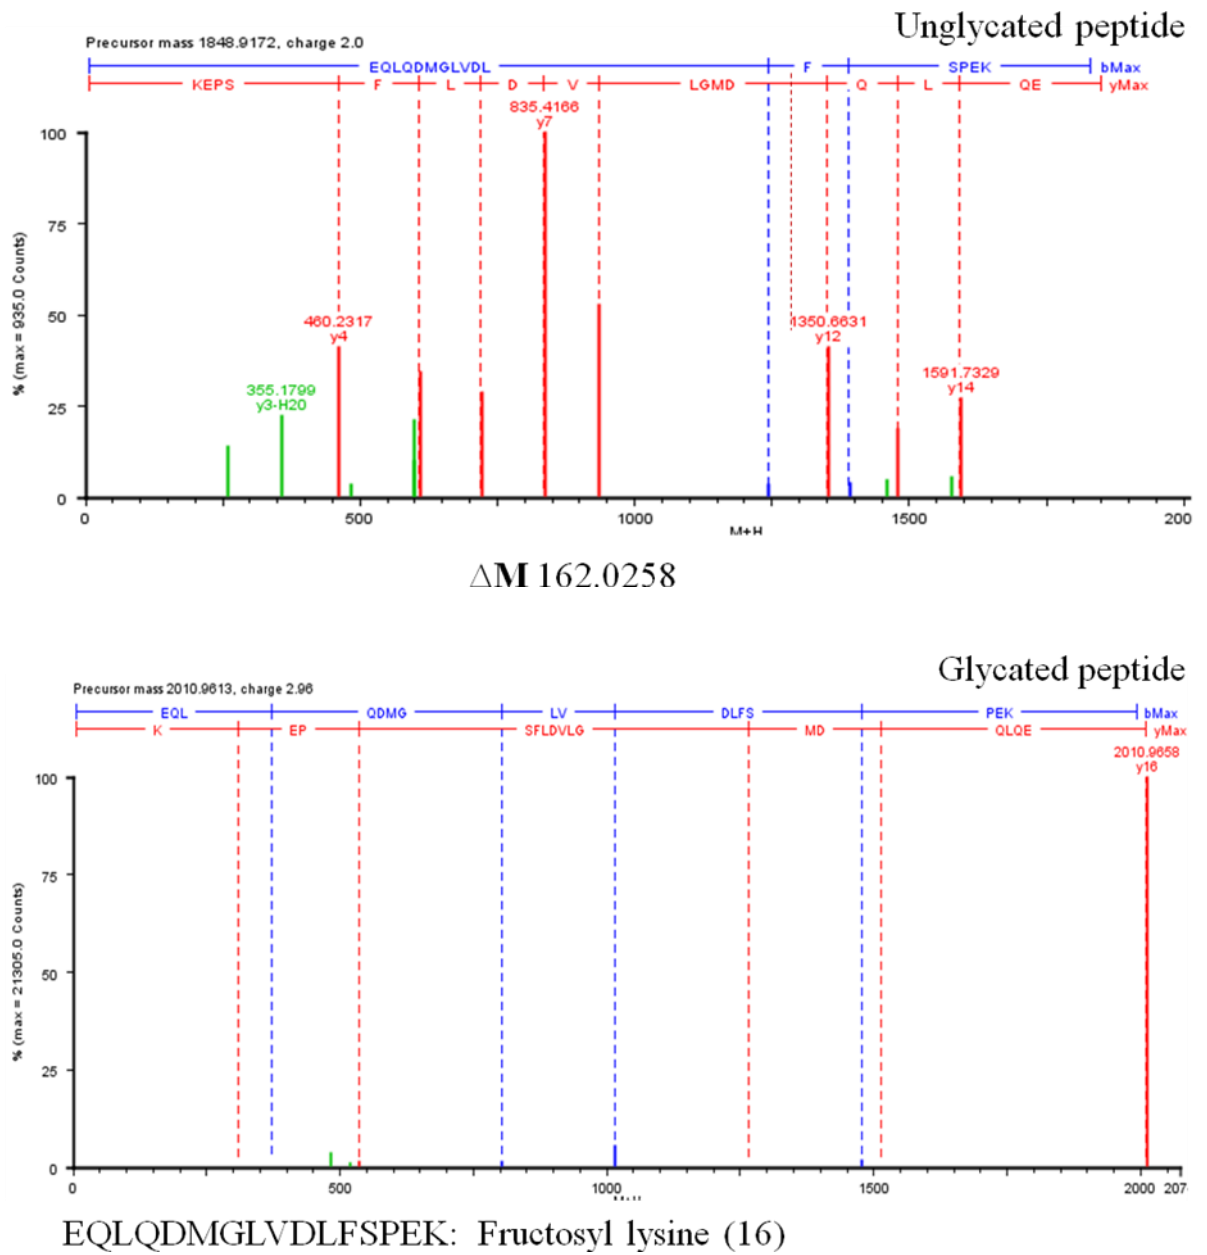 Unglycated peptide
Precursor mass 1848.9172, charge 2.0
EQLQDMGLVDL F SPEK bMax
KEPS F L D V LGMD Q L QE yMax
835.4166
y7
100
75
50
25
0
% (max = 935.0 Counts)
460.2317
y4
1350.6631
y12
355.1799
y3-H20
1591.7329
y14
0 500 1000 1500 200
M+H
ΔM 162.0258
Glycated peptide
Precursor mass 2010.9613, charge 2.96
EQL QDMG LV DLFS PEK bMax
K EP SFLDVLG MD QLQE yMax
2010.9658
y16
100
75
50
25
0
% (max = 21305.0 Counts)
0 500 1000 1500 2000 207
EQLQDMGLVDLFSPEK: Fructosyl lysine (16)